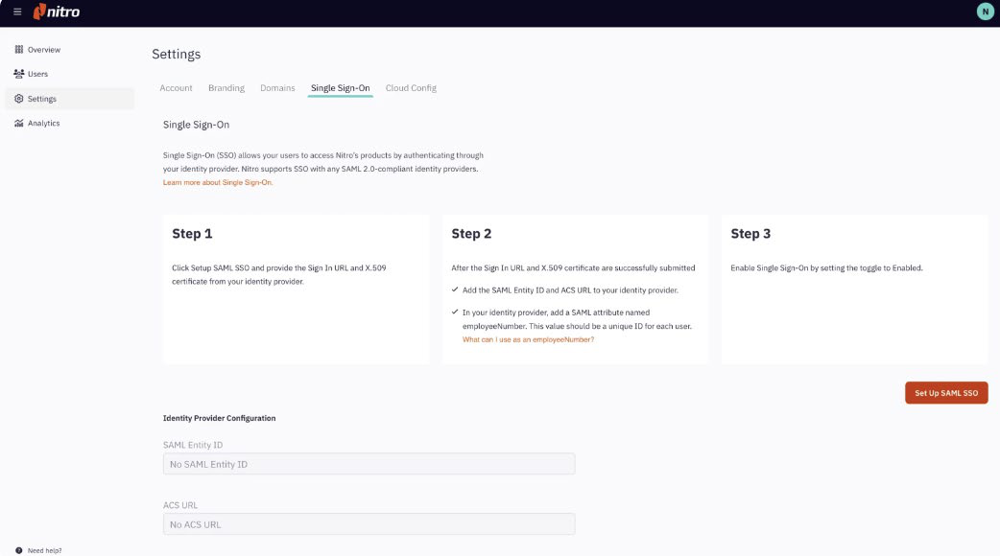 nitro
N
Overview
Users
Settings
Analytics
Settings
Account Branding Domains Single Sign-On Cloud Config
Single Sign-On
Single Sign-On (SSO) allows your users to access Nitro's products by authenticating through
your identity provider. Nitro supports SSO with any SAML 2.0-compliant identity providers.
Learn more about Single Sign-On.
Step 1
Click Setup SAML SSO and provide the Sign In URL and X.509
certificate from your identity provider.
Step 2
After the Sign In URL and X.509 certificate are successfully submitted
Add the SAML Entity ID and ACS URL to your identity provider.
In your identity provider, add a SAML attribute named
employeeNumber. This value should be a unique ID for each user.
What can I use as an employeeNumber?
Step 3
Enable Single Sign-On by setting the toggle to Enabled.
Set Up SAML SSO
Identity Provider Configuration
SAML Entity ID
No SAML Entity ID
ACS URL
No ACS URL
Need help?